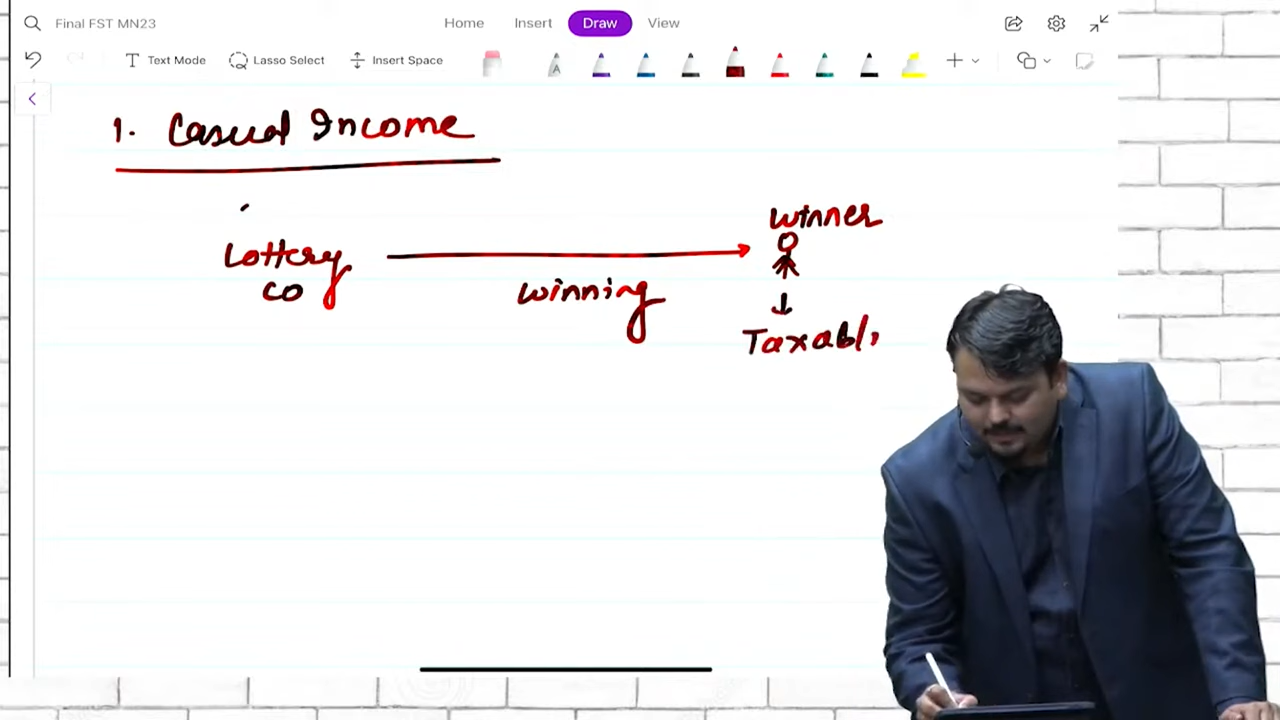 Final FST MN23
Home Insert Draw View
Text Mode Lasso Select Insert Space
1. Casual Income
Winner
Lottery
CO
Winning
Taxabl